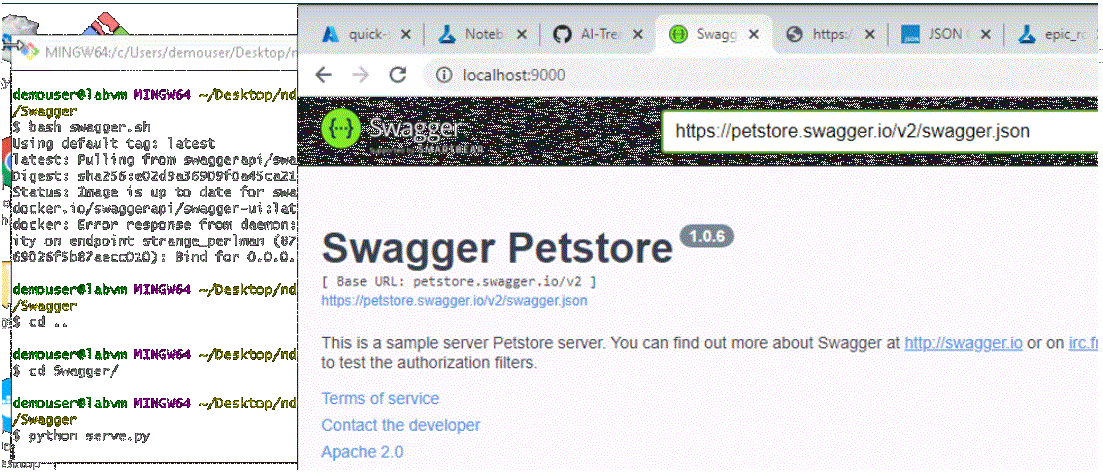 MINGW64:/c/Users/demouser/Desktop/n
demouser@labvm MINGW64 ~/Desktop/nd
/Swagger
$ bash swagger.sh
Using default tag: latest
latest: Pulling from swaggerapi/swa
Digest: sha256:e02d9a36909f0a45ca21
Status: Image is up to date for swa
docker.io/swaggerapi/swagger-ui:lat
docker: Error response from daemon:
ity on endpoint strange_perlman (87
69026f5b87aecc010): Bind for 0.0.0.
demouser@labvm MINGW64 ~/Desktop/nd
/Swagger
$ cd ..
demouser@labvm MINGW64 ~/Desktop/nd
$ cd Swagger/
demouser@labvm MINGW64 ~/Desktop/nd
/Swagger
$ python serve.py
quick-
Noteb
AI-Trea
Swagg
https:/
JSON
epic_ro
localhost:9000
Swagger
https://petstore.swagger.io/v2/swagger.json
Swagger Petstore 1.0.6
[ Base URL: petstore.swagger.io/v2 ]
https://petstore.swagger.io/v2/swagger.json
This is a sample server Petstore server. You can find out more about Swagger at http://swagger.io or on irc.fr
to test the authorization filters.
Terms of service
Contact the developer
Apache 2.0